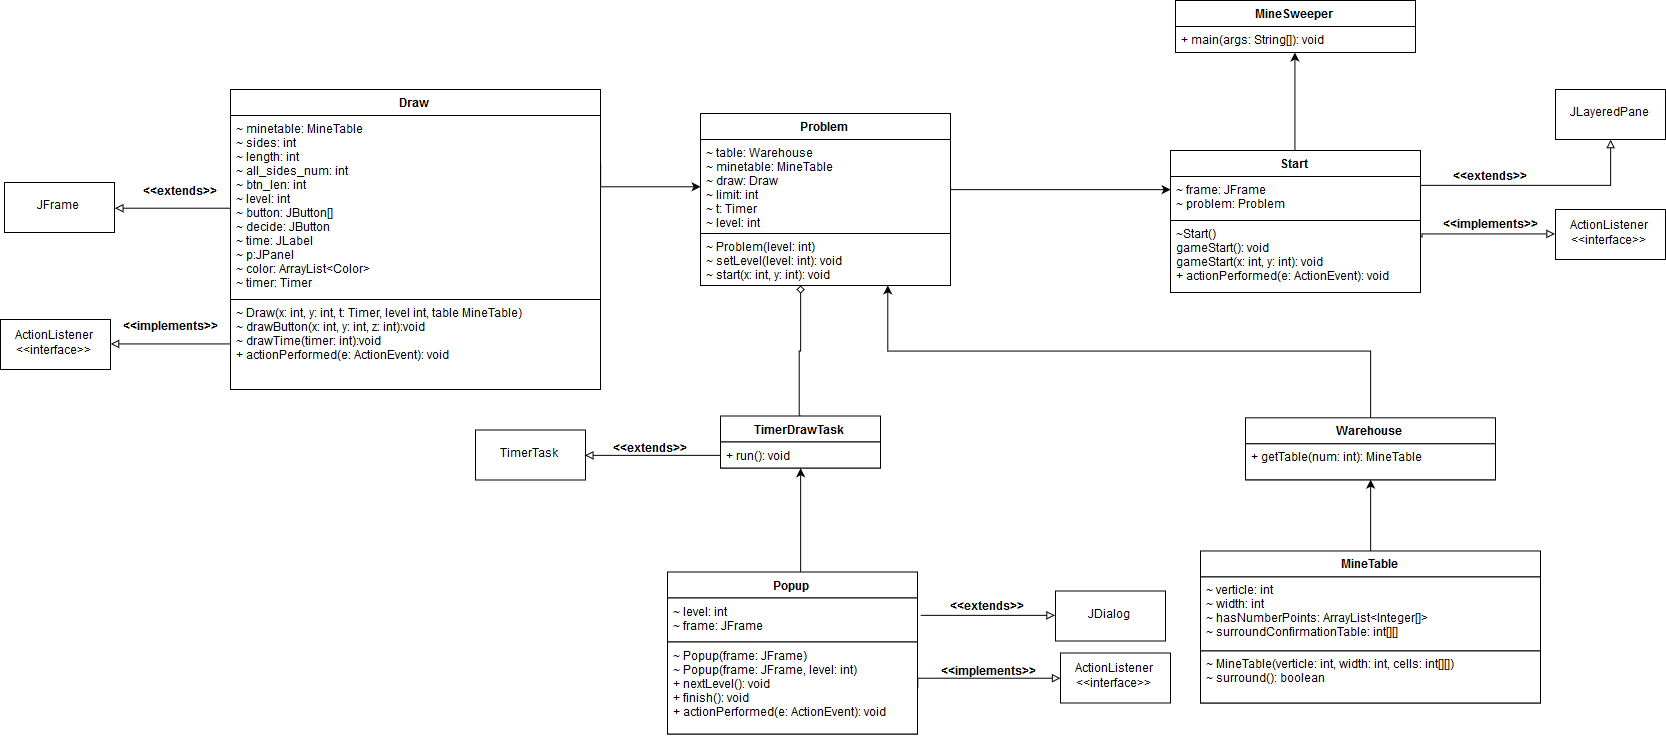 MineSweeper
+ main(args: String[]): void
Draw
~ minetable: MineTable
~ sides: int
~ length: int
~ all_sides_num: int
~ btn_len: int
~ level: int
~ button: JButton[]
~ decide: JButton
~ time: JLabel
~ p:JPanel
~ color: ArrayList<Color>
~ timer: Timer
~ Draw(x: int, y: int, t: Timer, level int, table MineTable)
~ drawButton(x: int, y: int, z: int):void
~ drawTime(timer: int):void
+ actionPerformed(e: ActionEvent): void
<<extends>>
JFrame
<<implements>>
ActionListener
<<interface>>
Problem
~ table: Warehouse
~ minetable: MineTable
~ draw: Draw
~ limit: int
~ t: Timer
~ level: int
~ Problem(level: int)
~ setLevel(level: int): void
~ start(x: int, y: int): void
Start
~ frame: JFrame
~ problem: Problem
~Start()
gameStart(): void
gameStart(x: int, y: int): void
+ actionPerformed(e: ActionEvent): void
JLayeredPane
<<extends>>
<<implements>>
ActionListener
<<interface>>
TimerTask
<<extends>>
TimerDrawTask
+ run(): void
Warehouse
+ getTable(num: int): MineTable
Popup
~ level: int
~ frame: JFrame
~ Popup(frame: JFrame)
~ Popup(frame: JFrame, level: int)
+ nextLevel(): void
+ finish(): void
+ actionPerformed(e: ActionEvent): void
<<extends>>
JDialog
<<implements>>
ActionListener
<<interface>>
MineTable
~ verticle: int
~ width: int
~ hasNumberPoints: ArrayList<Integer[]>
~ surroundConfirmationTable: int[][]
~ MineTable(verticle: int, width: int, cells: int[][])
~ surround(): boolean